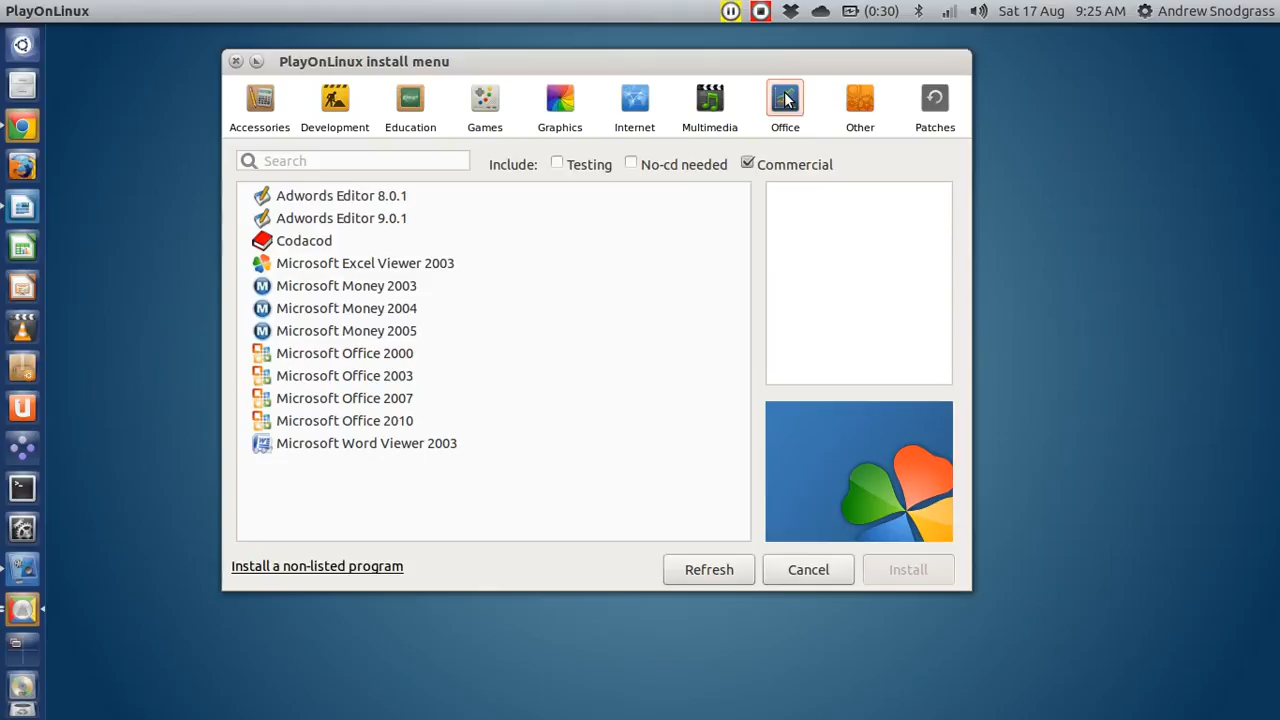 PlayOnLinux (0:30) Sat 17 Aug 9:25 AM Andrew Snodgrass
PlayOnLinux install menu
Accessories Development Education Games Graphics Internet Multimedia Office Other Patches
Search Include: Testing No-cd needed Commercial
Adwords Editor 8.0.1
Adwords Editor 9.0.1
Codacod
Microsoft Excel Viewer 2003
Microsoft Money 2003
Microsoft Money 2004
Microsoft Money 2005
Microsoft Office 2000
Microsoft Office 2003
Microsoft Office 2007
Microsoft Office 2010
Microsoft Word Viewer 2003
Install a non-listed program Refresh Cancel Install